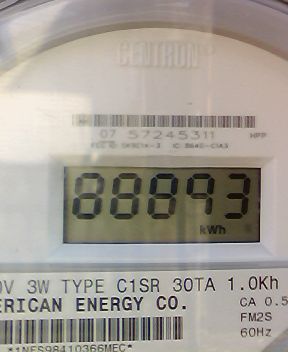 CENTRON
07 57245311 HPP
88893
kWh
0V 3W TYPE C1SR 30TA 1.0Kh
ERICAN ENERGY CO.
CA 0.5
FM2S
60Hz